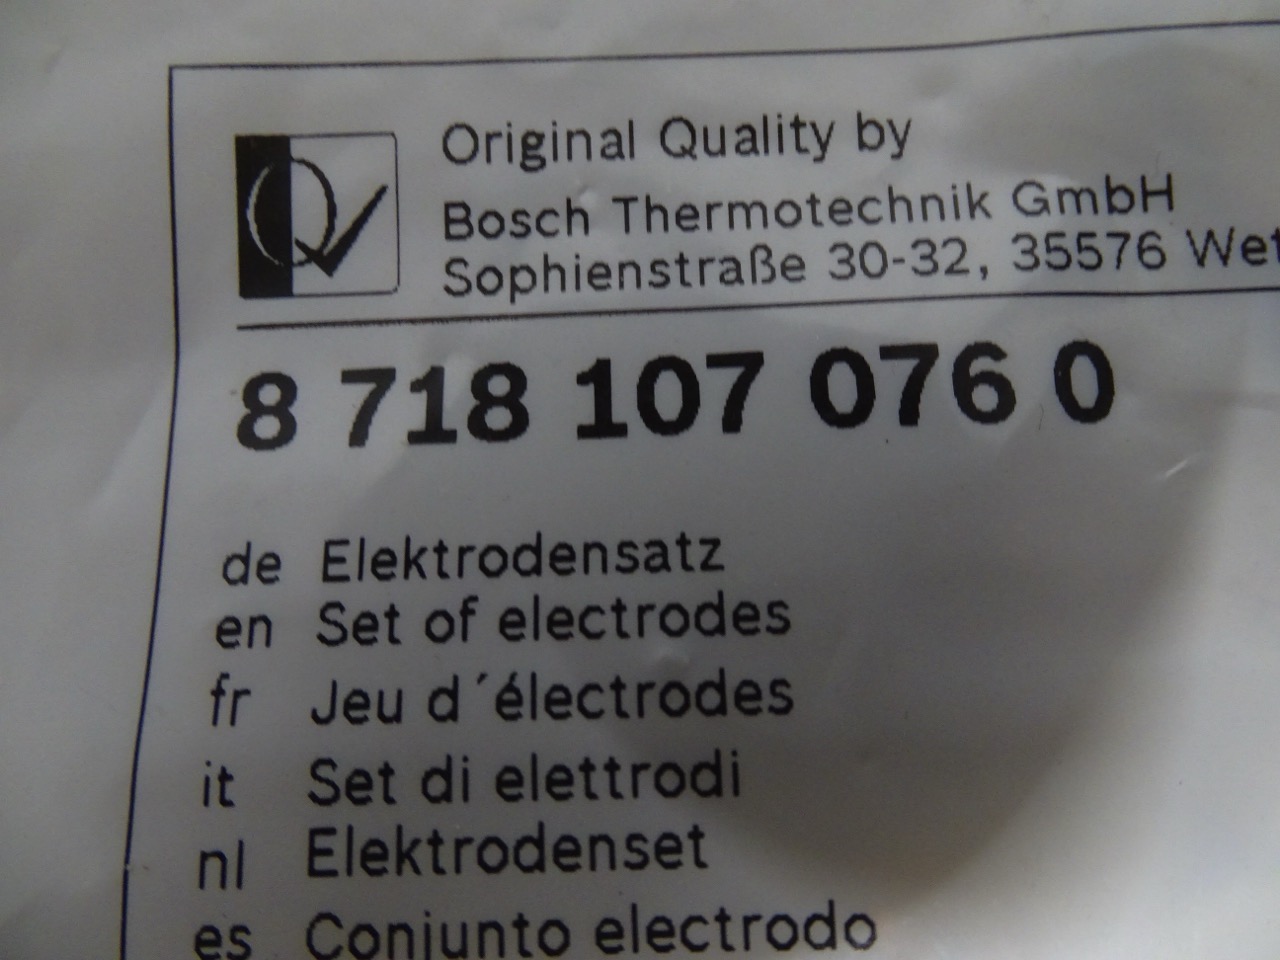 Original Quality by
Bosch Thermotechnik GmbH
Sophienstraße 30-32, 35576 Wet
8 718 107 076 0
de Elektrodensatz
en Set of electrodes
fr Jeu d´électrodes
it Set di elettrodi
nl Elektrodenset
es Conjunto electrodo